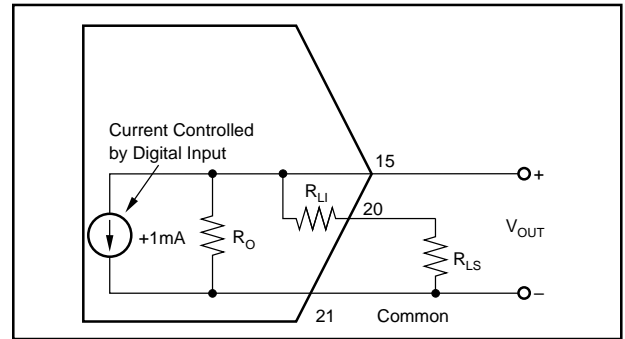 Current Controlled
by Digital Input
+1mA
R_O
R_LI
15
20
R_LS
+
V_OUT
–
21
Common